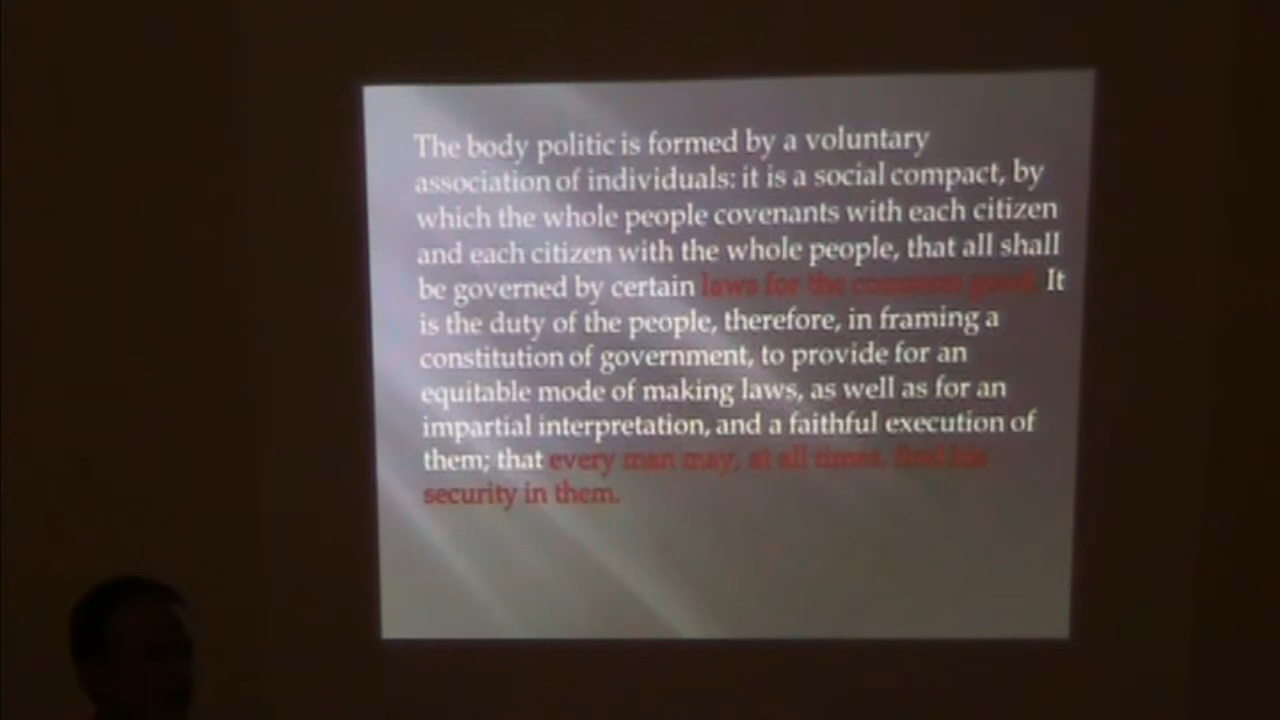 The body politic is formed by a voluntary
association of individuals: it is a social compact, by
which the whole people covenants with each citizen
and each citizen with the whole people, that all shall
be governed by certain laws for the common good. It
is the duty of the people, therefore, in framing a
constitution of government, to provide for an
equitable mode of making laws, as well as for an
impartial interpretation, and a faithful execution of
them; that every man may, at all times, find his
security in them.